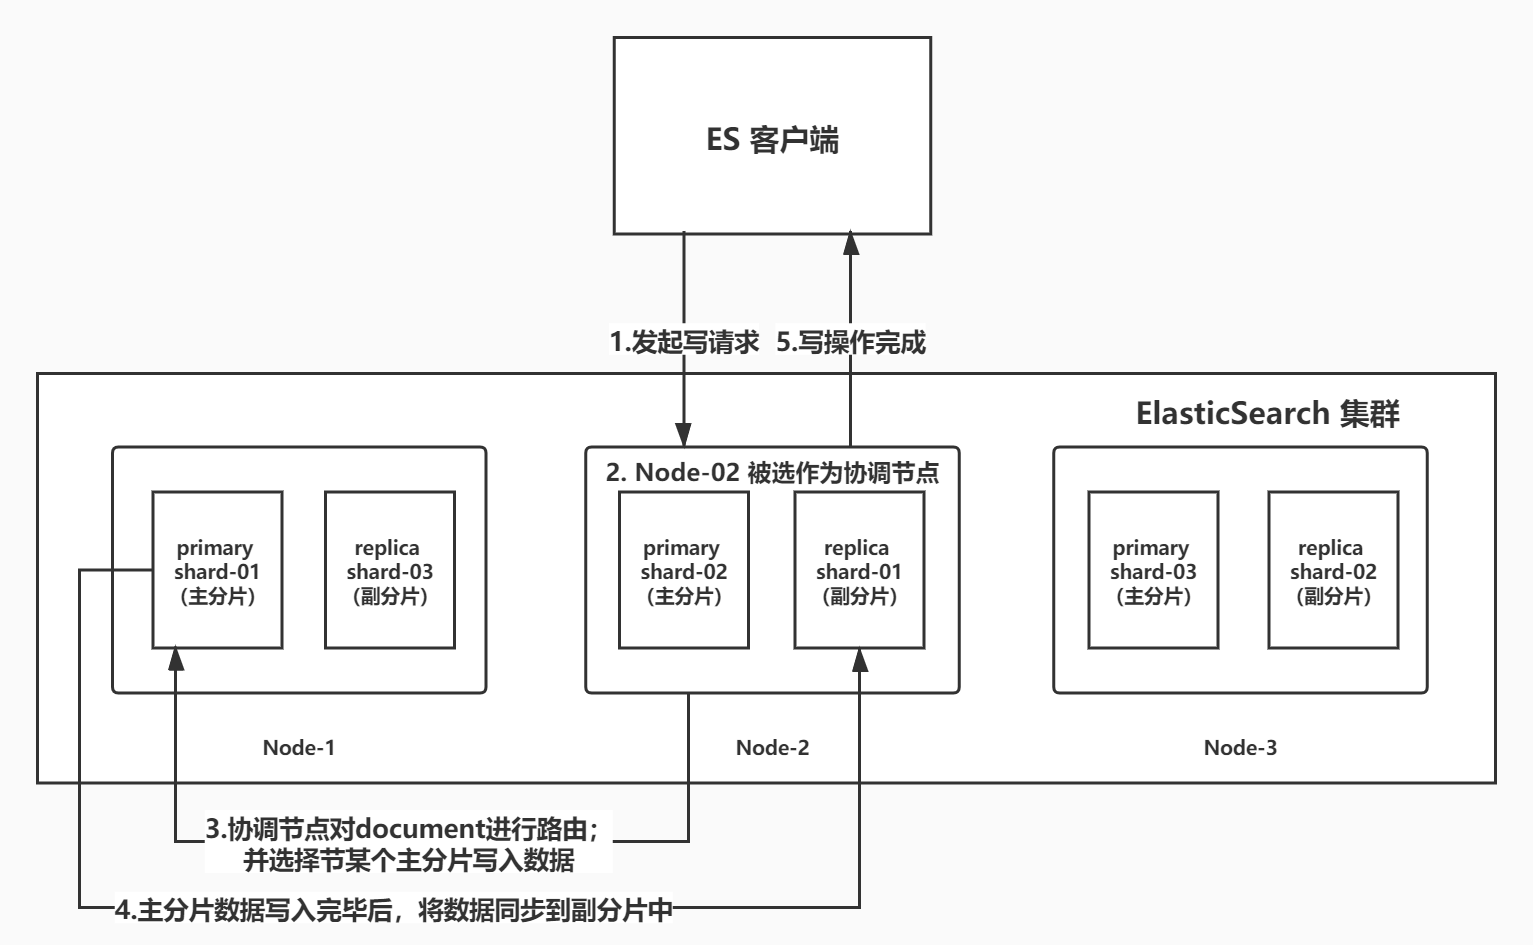 ES 客户端
1.发起写请求
5.写操作完成
ElasticSearch 集群
2. Node-02 被选作为协调节点
primary
shard-01
（主分片）
replica
shard-03
（副分片）
primary
shard-02
（主分片）
replica
shard-01
（副分片）
primary
shard-03
（主分片）
replica
shard-02
（副分片）
Node-1
Node-2
Node-3
3.协调节点对document进行路由；
并选择节某个主分片写入数据
4.主分片数据写入完毕后，将数据同步到副分片中